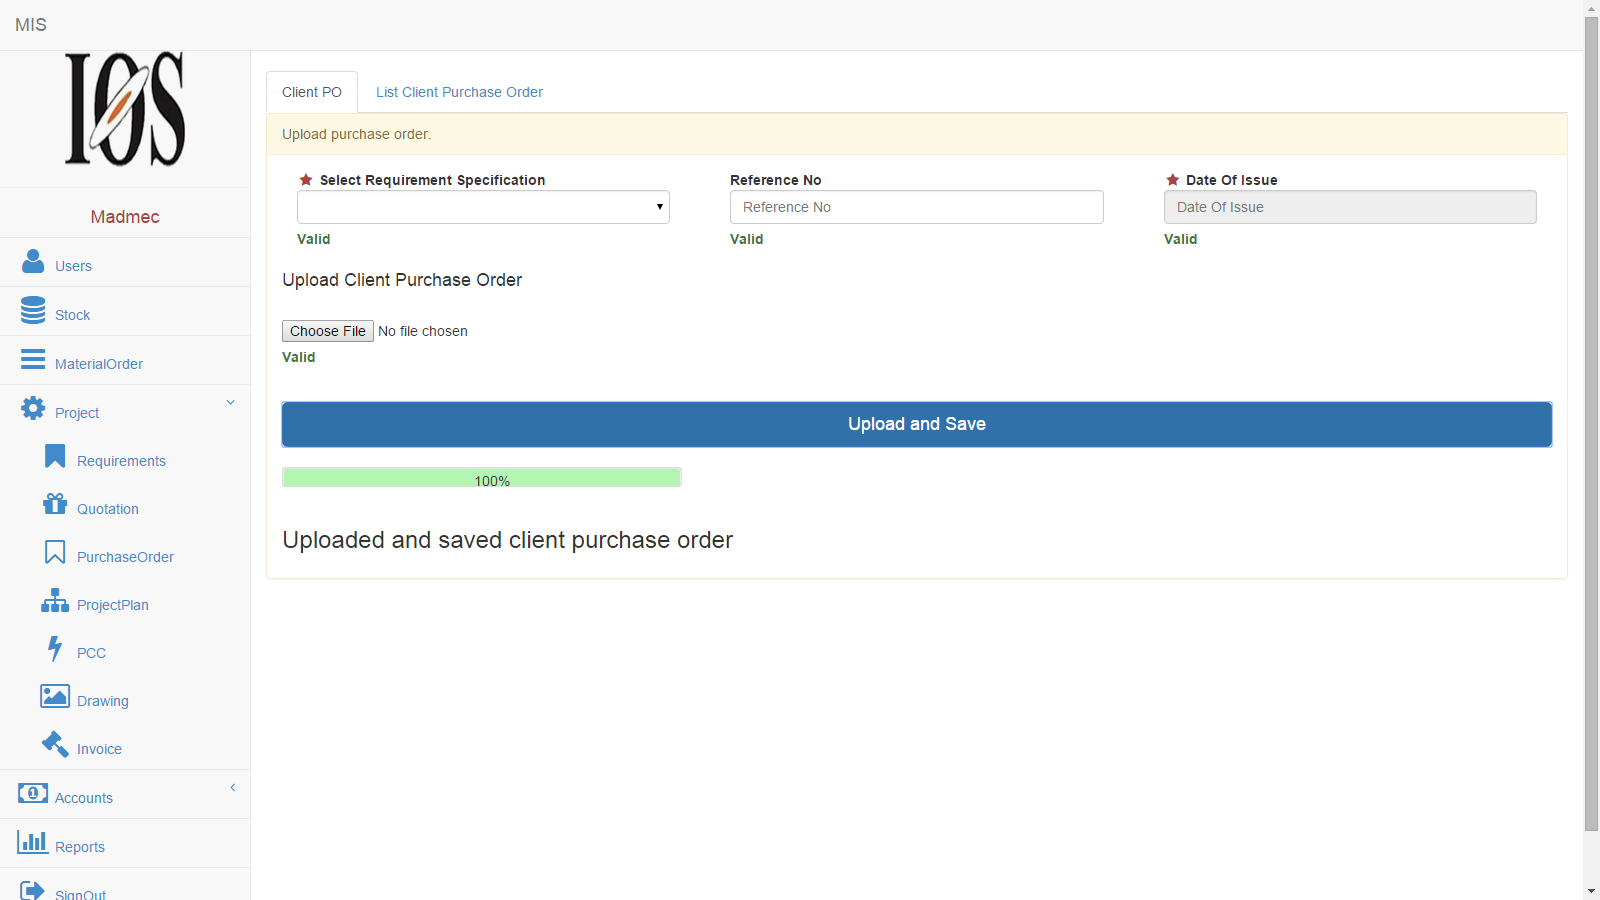 MIS
IOS
Madmec
Users
Stock
MaterialOrder
Project
Requirements
Quotation
PurchaseOrder
ProjectPlan
PCC
Drawing
Invoice
Accounts
Reports
SignOut
Client PO
List Client Purchase Order
Upload purchase order.
Select Requirement Specification
Reference No
Date Of Issue
Reference No
Date Of Issue
Valid
Valid
Valid
Upload Client Purchase Order
Choose File No file chosen
Valid
Upload and Save
100%
Uploaded and saved client purchase order